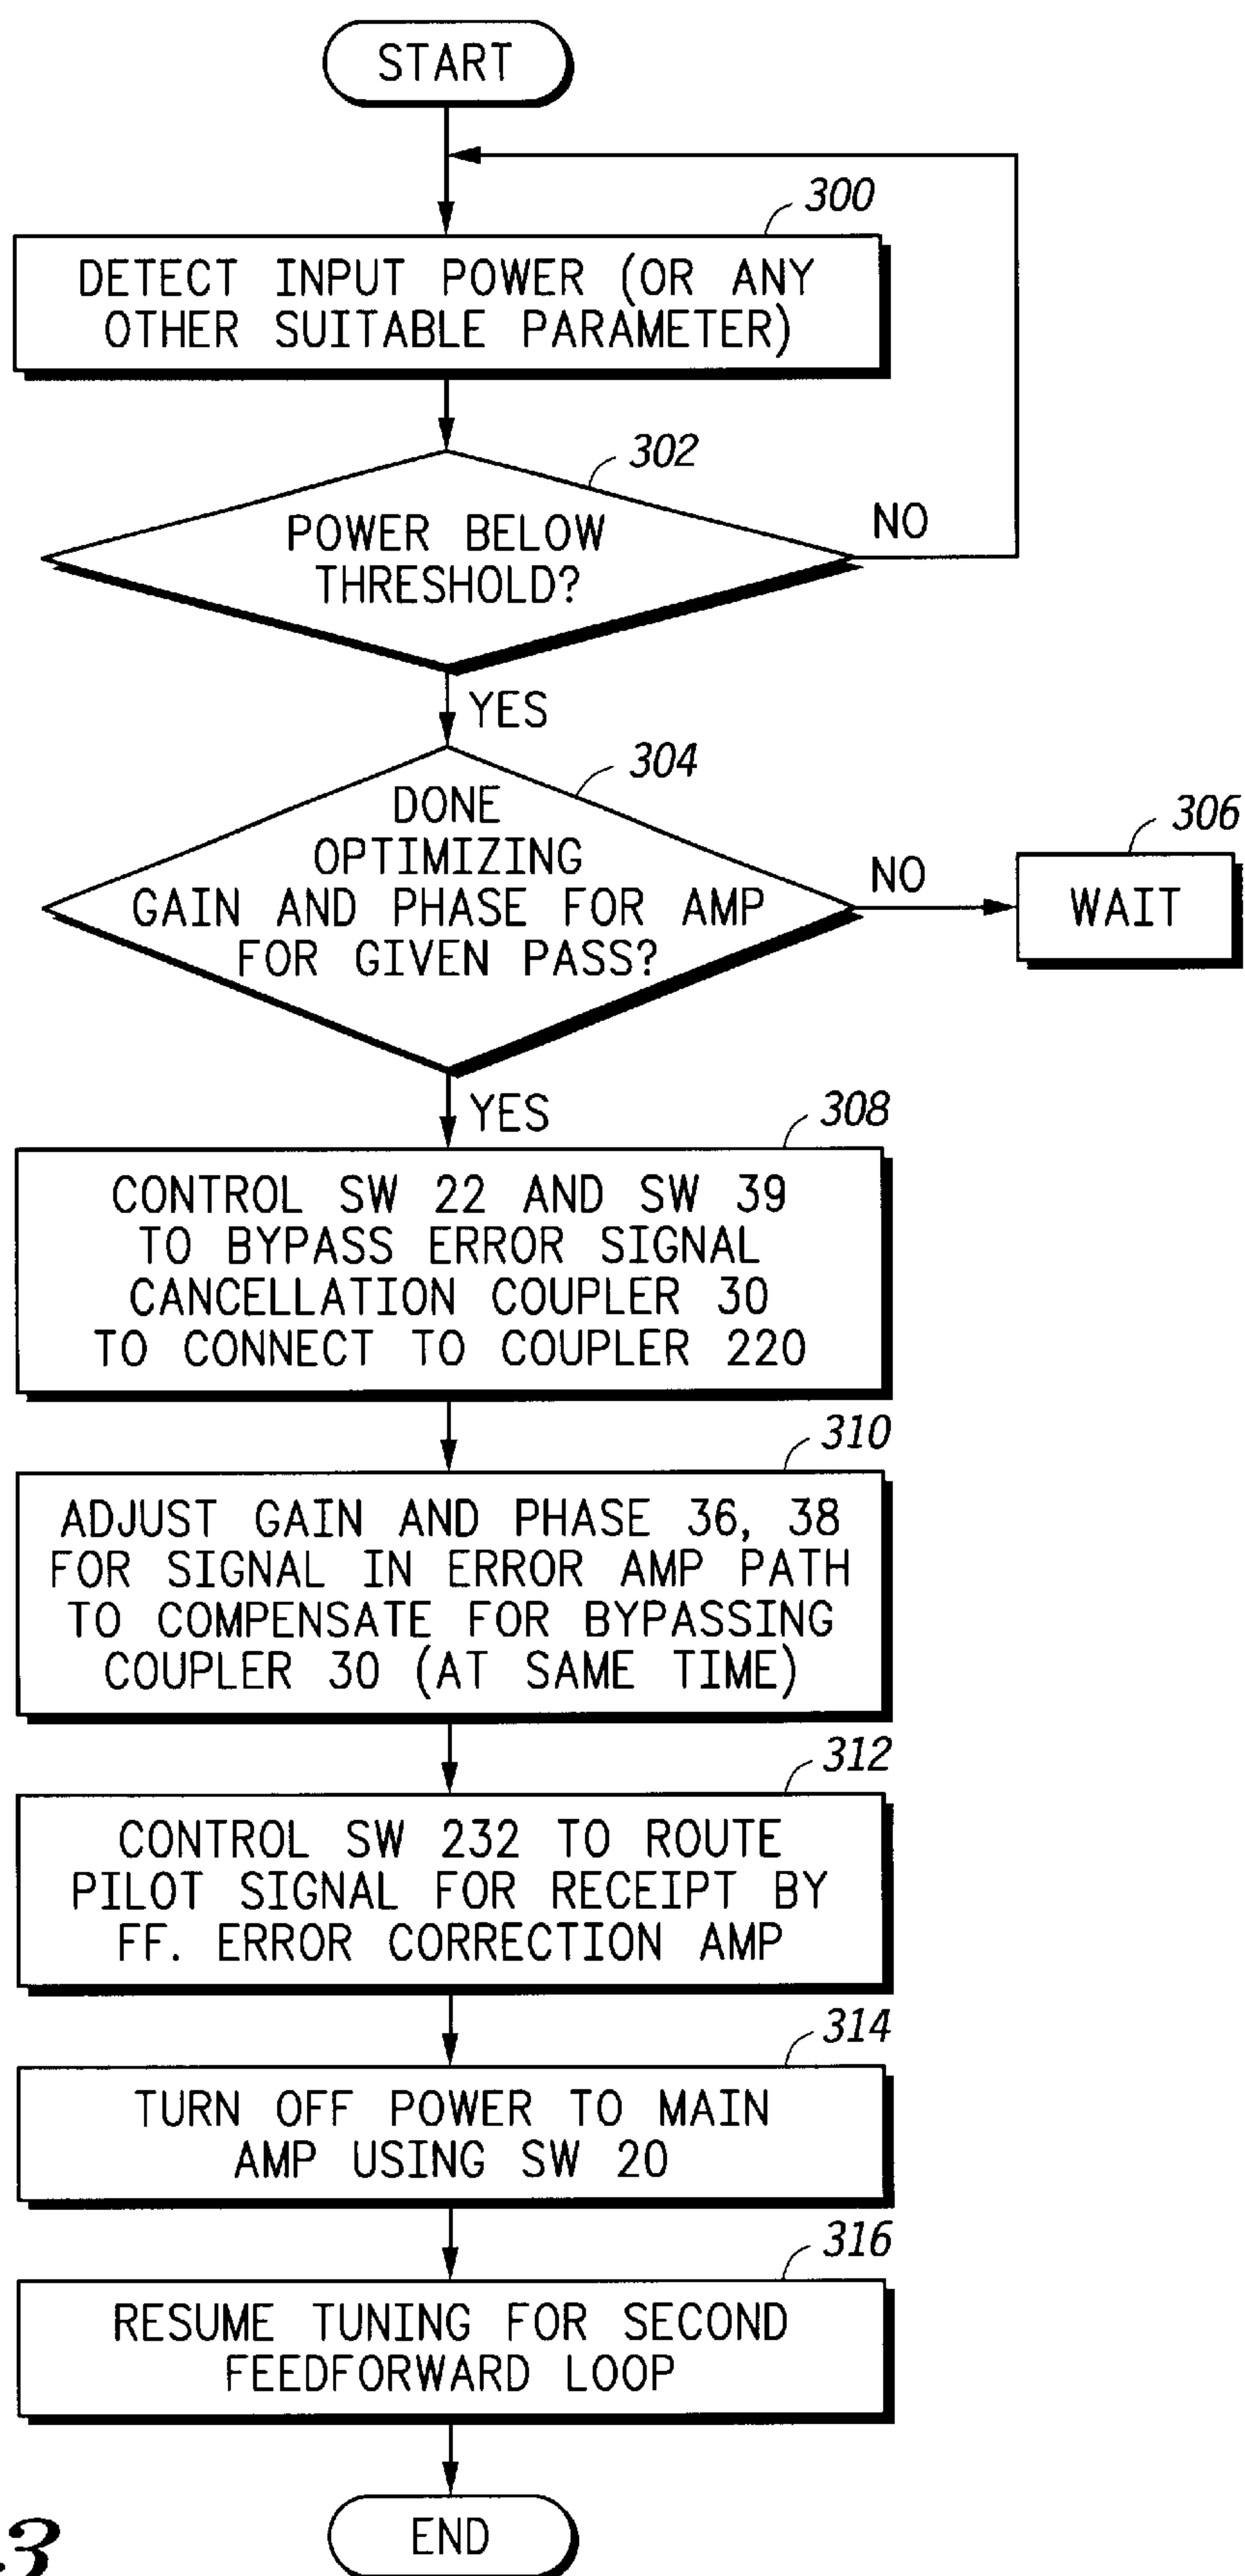 START
300
DETECT INPUT POWER (OR ANY
OTHER SUITABLE PARAMETER)
302
POWER BELOW
THRESHOLD?
NO
YES
304
DONE
OPTIMIZING
GAIN AND PHASE FOR AMP
FOR GIVEN PASS?
NO
306
WAIT
YES
308
CONTROL SW 22 AND SW 39
TO BYPASS ERROR SIGNAL
CANCELLATION COUPLER 30
TO CONNECT TO COUPLER 220
310
ADJUST GAIN AND PHASE 36, 38
FOR SIGNAL IN ERROR AMP PATH
TO COMPENSATE FOR BYPASSING
COUPLER 30 (AT SAME TIME)
312
CONTROL SW 232 TO ROUTE
PILOT SIGNAL FOR RECEIPT BY
FF. ERROR CORRECTION AMP
314
TURN OFF POWER TO MAIN
AMP USING SW 20
316
RESUME TUNING FOR SECOND
FEEDFORWARD LOOP
END
3